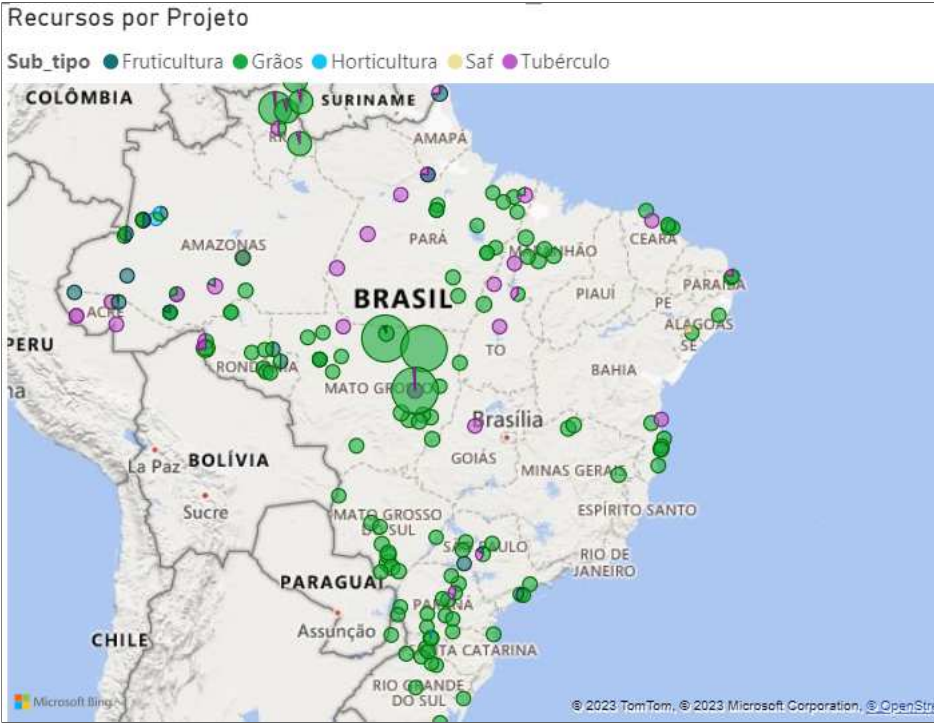 Recursos por Projeto
Sub_tipo Fruticultura Grãos Horticultura Saf Tubérculo
COLÔMBIA
SURINAME
RR
AMAPÁ
AMAZONAS
PARÁ
MARANHÃO
CEARÁ
BRASIL
PIAUÍ
PARAÍBA
PE
ACRE
ALAGOAS
SE
PERU
TO
RONDÔNIA
BAHIA
MATO GROSSO
Brasília
La Paz
BOLÍVIA
GOIÁS
MINAS GERAIS
Sucre
MATO GROSSO
DO SUL
ESPÍRITO SANTO
SÃO PAULO
RIO DE
JANEIRO
PARAGUAI
PARANÁ
Assunção
CHILE
SANTA CATARINA
RIO GRANDE
DO SUL
Microsoft Bing
© 2023 TomTom, © 2023 Microsoft Corporation, © OpenStre